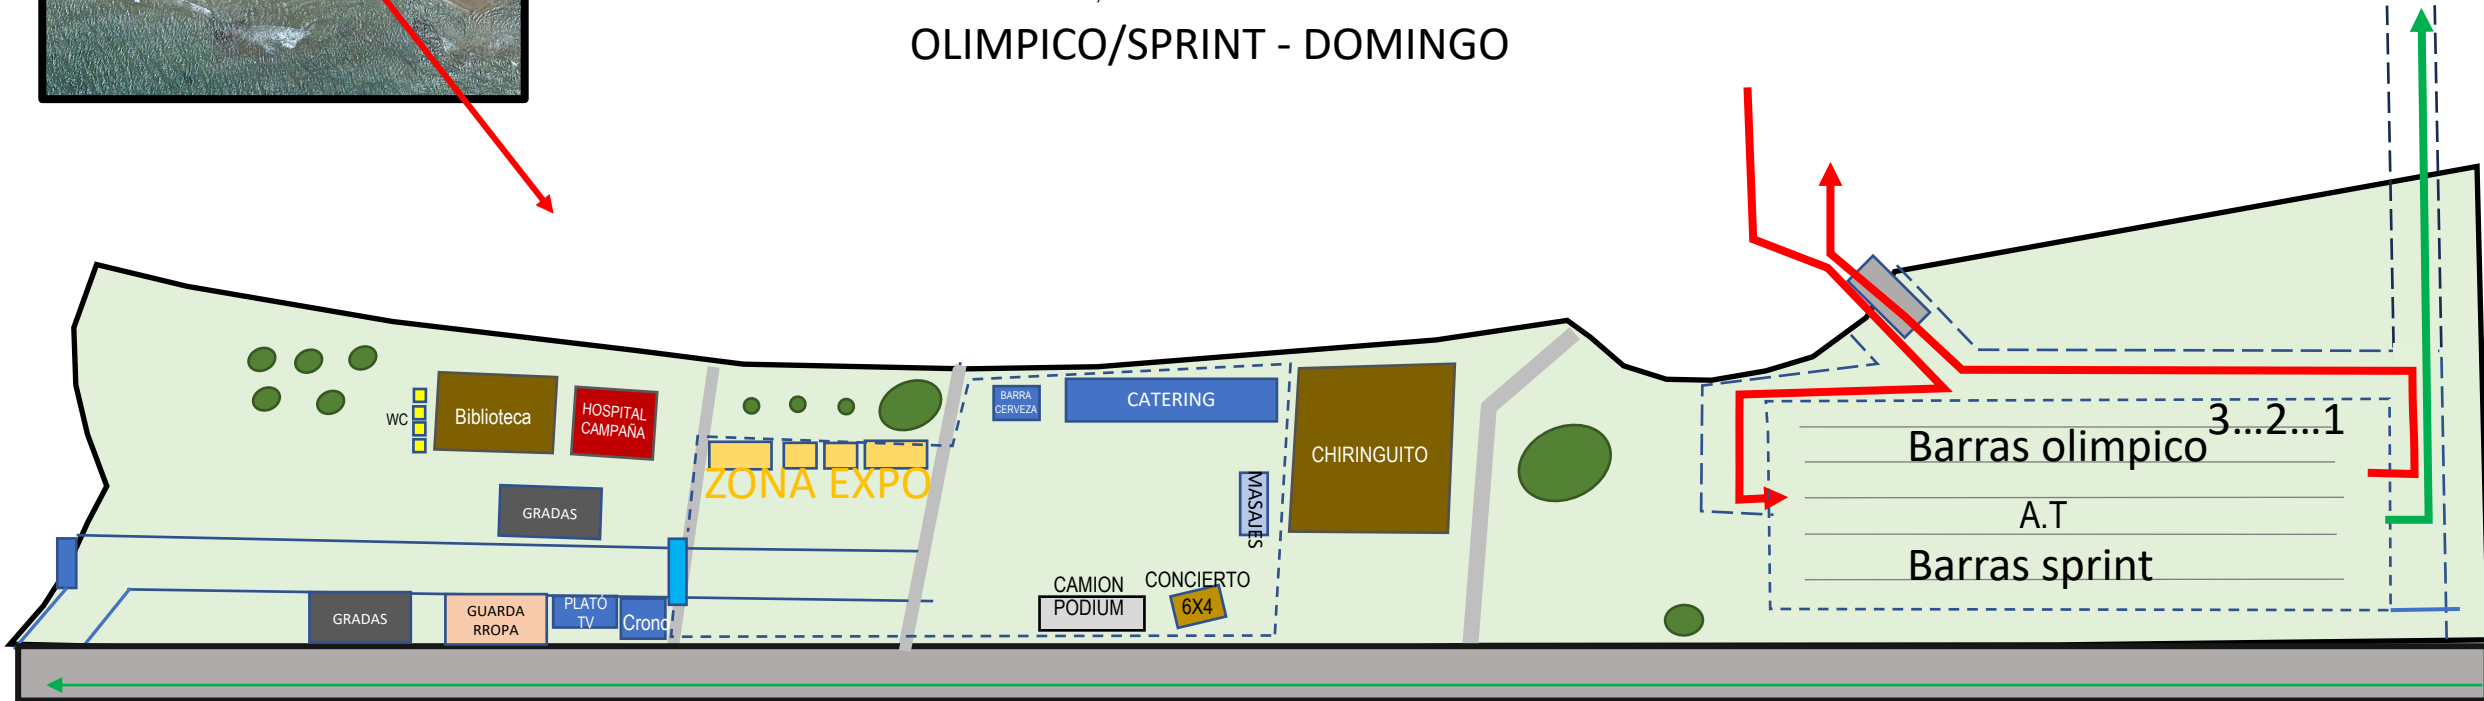 OLIMPICO/SPRINT - DOMINGO
WC
Biblioteca
HOSPITAL
CAMPAÑA
GRADAS
ZONA EXPO
BARRA
CERVEZA
CATERING
CHIRINGUITO
MASAJES
3...2...1
Barras olimpico
A.T
Barras sprint
GRADAS
GUARDA
RROPA
PLATÓ
TV
Crono
CAMION
PODIUM
CONCIERTO
6X4